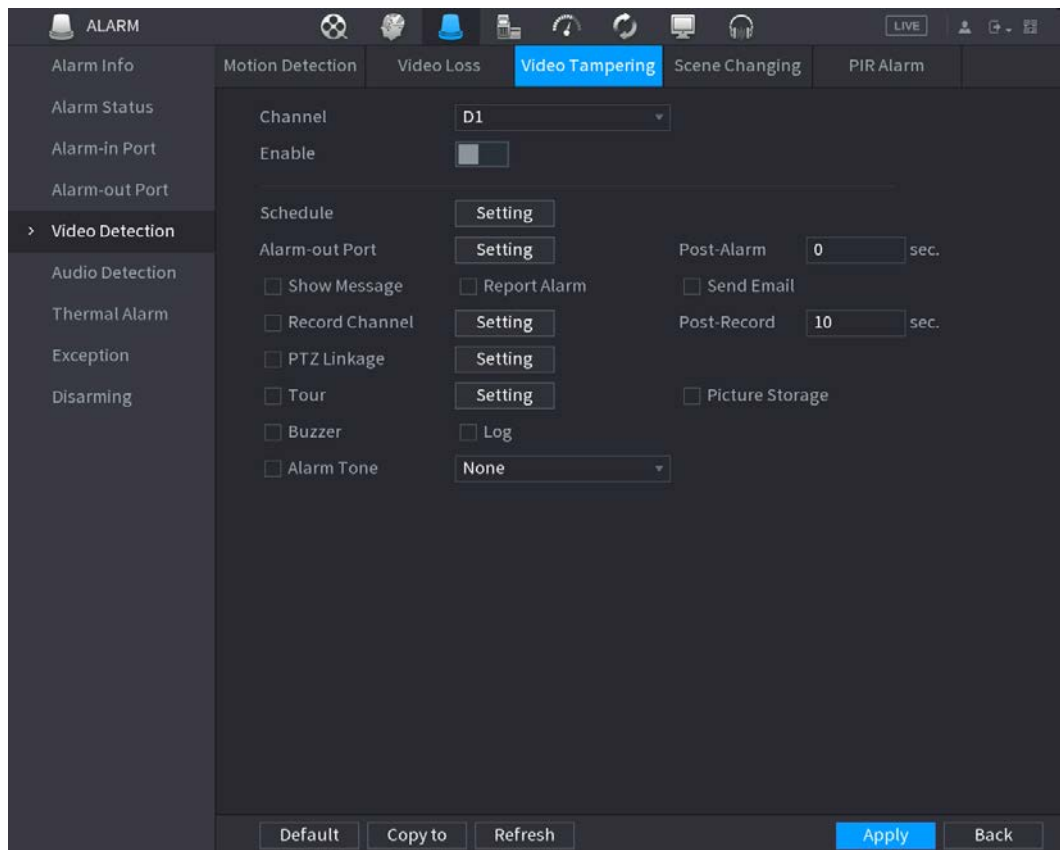 ALARM LIVE
Alarm Info
Alarm Status
Alarm-in Port
Alarm-out Port
> Video Detection
Audio Detection
Thermal Alarm
Exception
Disarming
Motion Detection Video Loss Video Tampering Scene Changing PIR Alarm
Channel D1
Enable
Schedule Setting
Alarm-out Port Setting Post-Alarm 0 sec.
Show Message Report Alarm Send Email
Record Channel Setting Post-Record 10 sec.
PTZ Linkage Setting
Tour Setting Picture Storage
Buzzer Log
Alarm Tone None
Default Copy to Refresh Apply Back